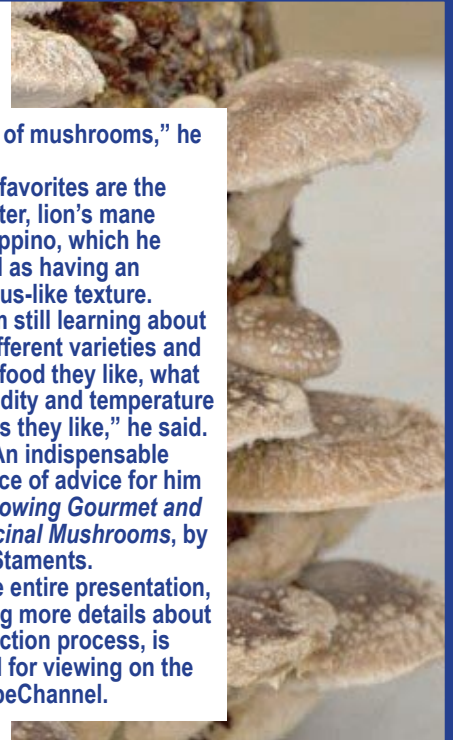 of mushrooms,” he
favorites are the
ter, lion’s mane
ppino, which he
d as having an
us-like texture.
m still learning about
fferent varieties and
food they like, what
dity and temperature
s they like,” he said.
An indispensable
ce of advice for him
owing Gourmet and
cinal Mushrooms, by
Staments.
e entire presentation,
g more details about
ction process, is
d for viewing on the
beChannel.